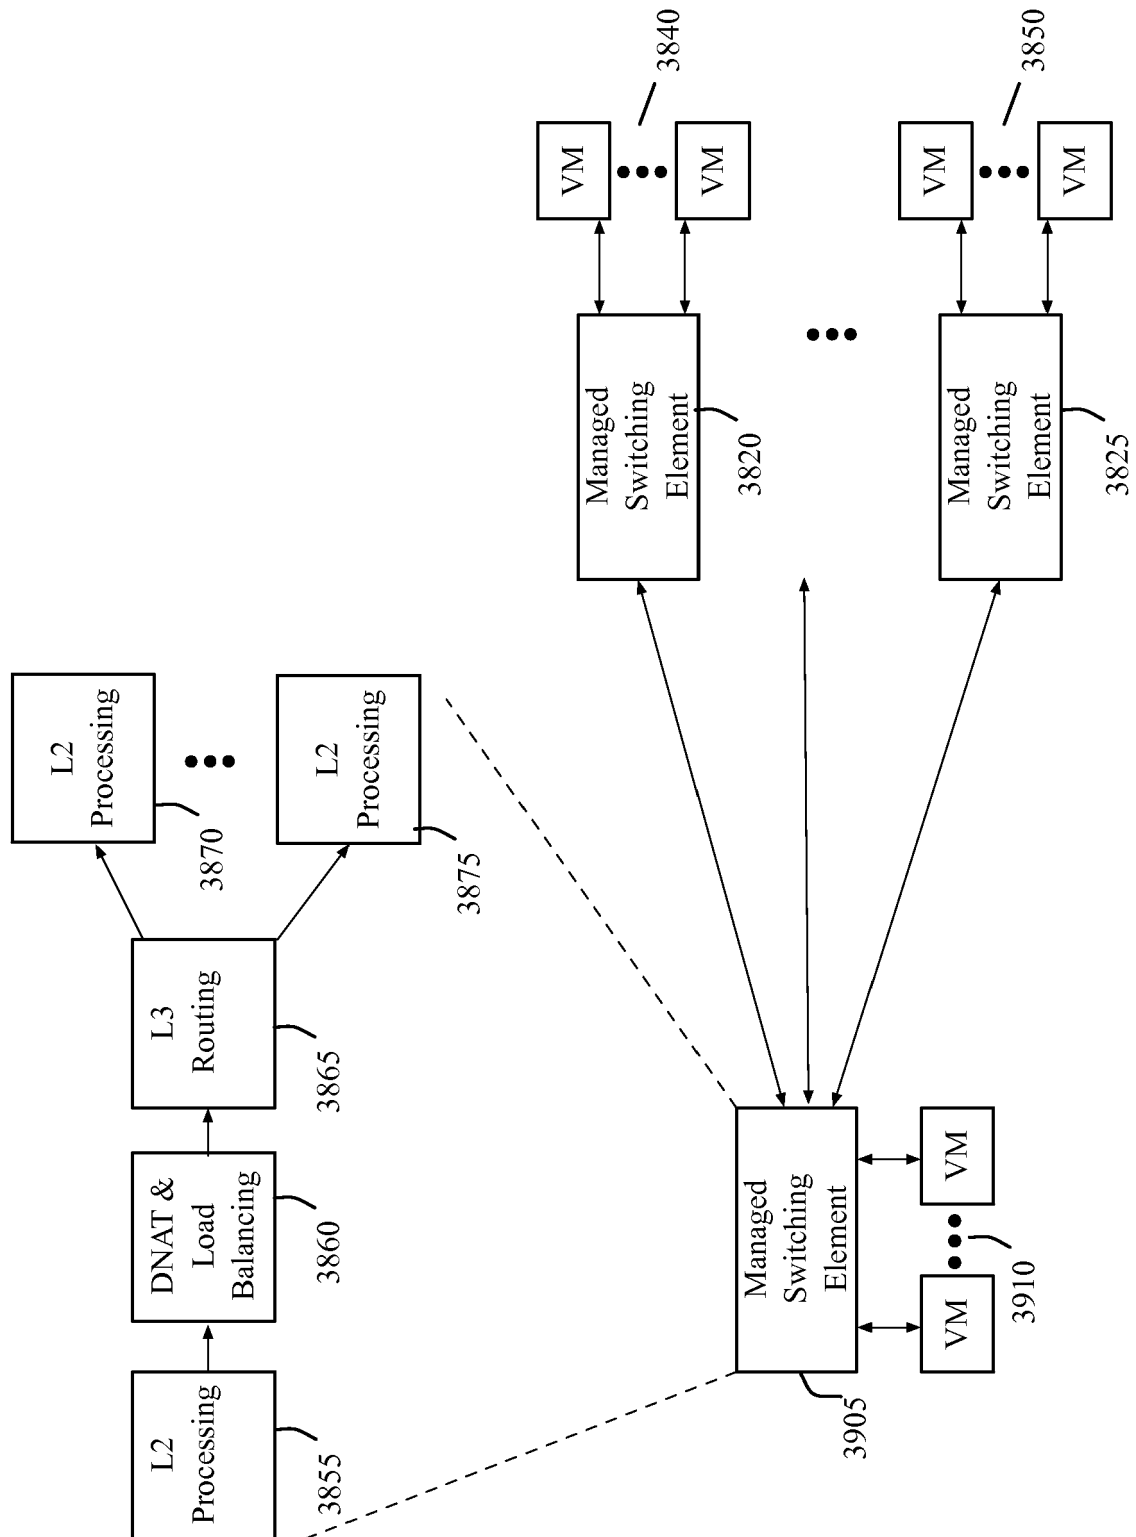 L2
Processing
3855
DNAT &
Load
Balancing
3860
L3
Routing
3865
L2
Processing
3870
L2
Processing
3875
Managed
Switching
Element
3905
VM
VM
3910
Managed
Switching
Element
3820
VM
VM
3840
Managed
Switching
Element
3825
VM
VM
3850